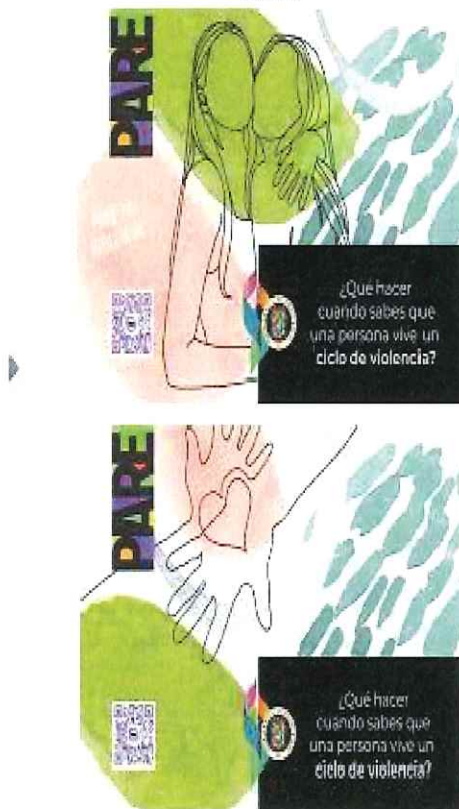 PARE
¿Qué hacer
cuando sabes que
una persona vive un
ciclo de violencia?
PARE
¿Qué hacer
cuando sabes que
una persona vive un
ciclo de violencia?